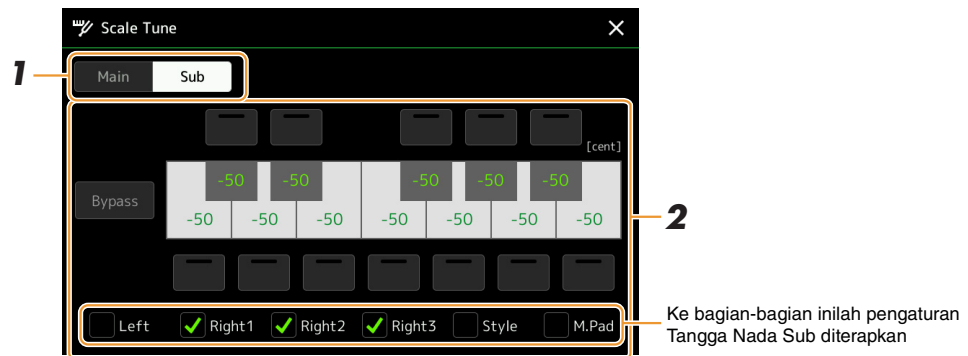 Scale Tune
1
Main Sub
[cent]
-50 -50 -50 -50 -50
Bypass
-50 -50 -50 -50 -50 -50 -50
2
Left Right1 Right2 Right3 Style M.Pad
Ke bagian-bagian inilah pengaturan
Tangga Nada Sub diterapkan